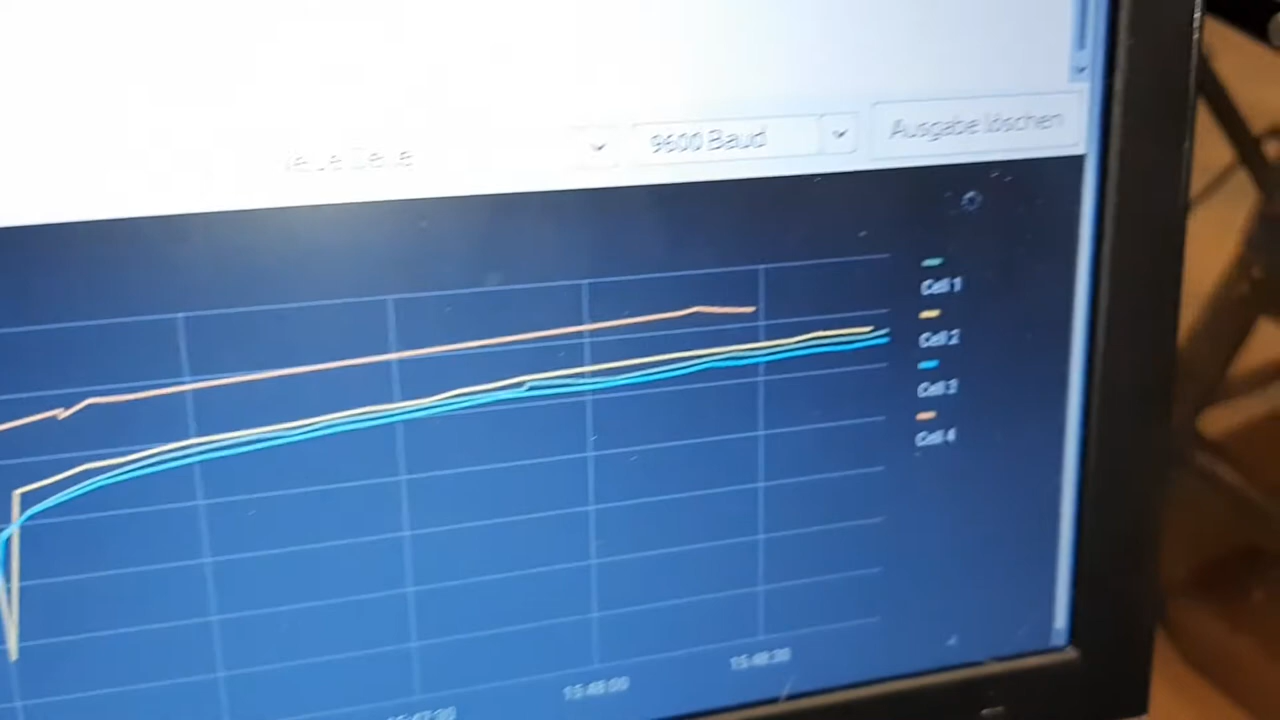 9600 Baud
Ausgabe löschen
Cell 1
Cell 2
Cell 3
Cell 4
15:48:30
15:48:00
15:47:30